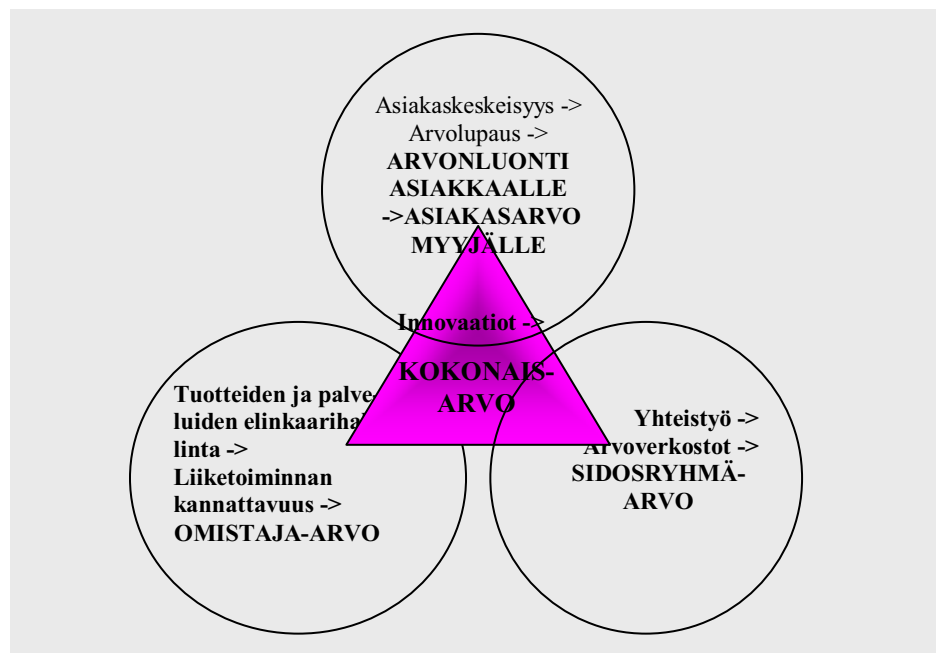 Asiakaskeskeisyys ->
Arvolupaus ->
ARVONLUONTI
ASIAKKAALLE
->ASIAKASARVO
MYYJÄLLE
Innovaatiot ->
KOKONAIS-
ARVO
Tuotteiden ja palve-
luiden elinkaarihal
linta ->
Liiketoiminnan
kannattavuus ->
OMISTAJA-ARVO
Yhteistyö ->
Arvoverkostot ->
SIDOSRYHMÄ-
ARVO